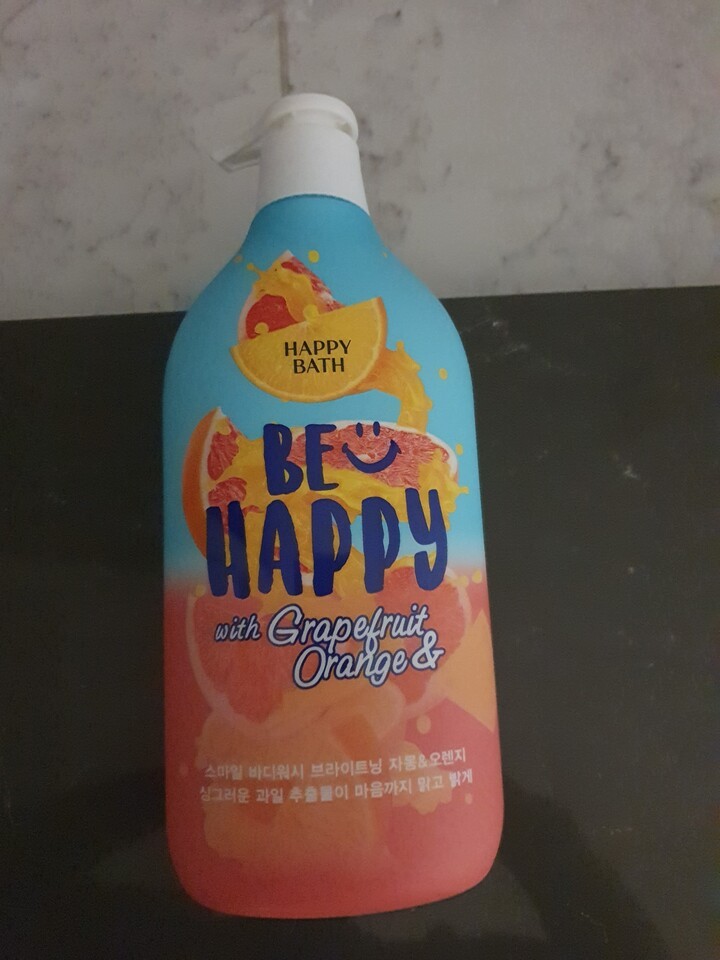 HAPPY
BATH
BE
HAPPY
with Grapefruit
Orange &
스마일 바디워시 브라이트닝 자몽&오렌지
싱그러운 과일 추출물이 마음까지 맑고 밝게